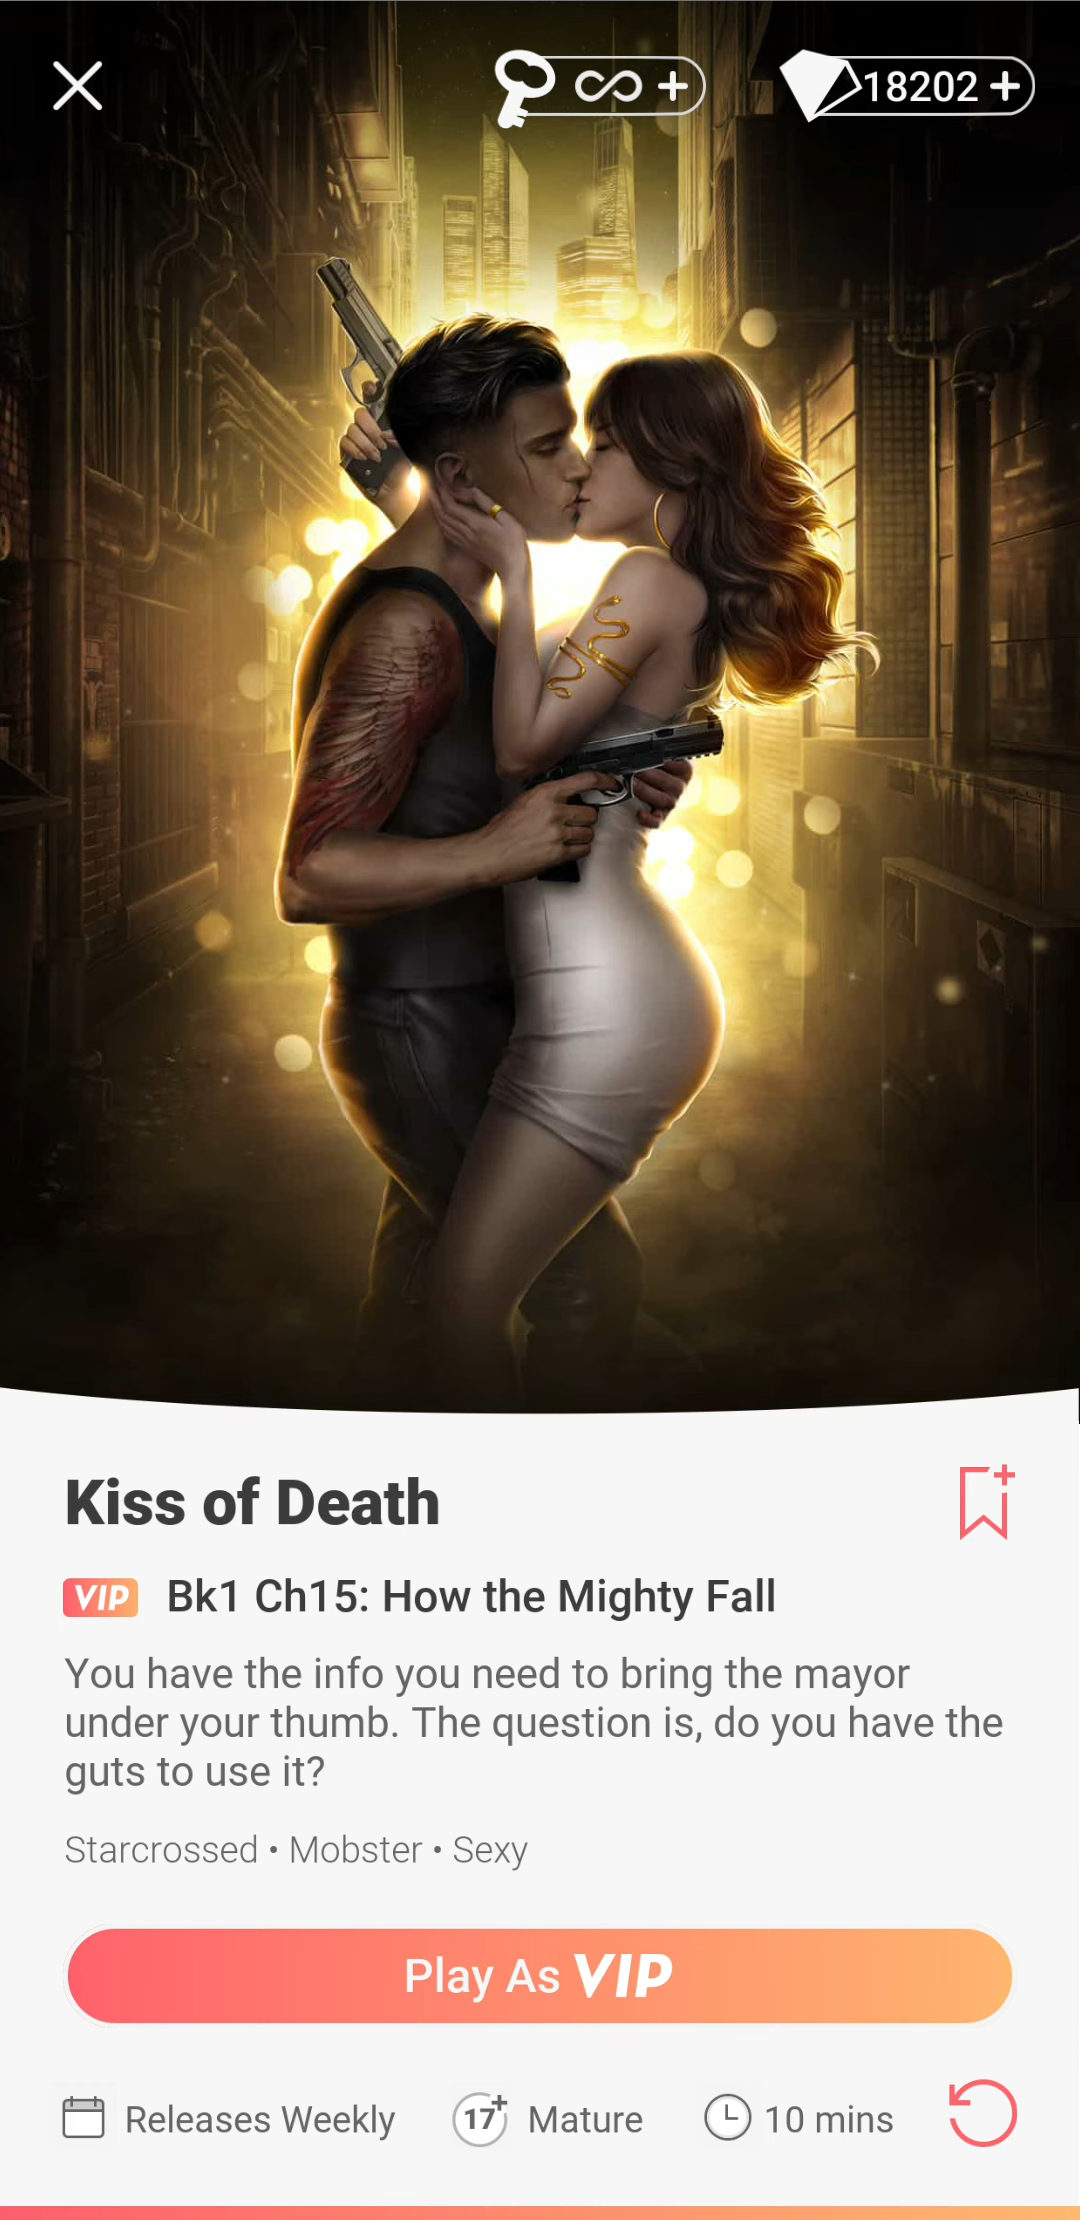 ∞ +
18202 +
Kiss of Death
VIP Bk1 Ch15: How the Mighty Fall
You have the info you need to bring the mayor
under your thumb. The question is, do you have the
guts to use it?
Starcrossed • Mobster • Sexy
Play As VIP
Releases Weekly 17+ Mature 10 mins